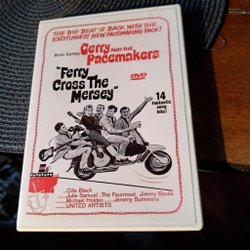 THE BIG BEAT IS BACK WITH THE
EXCITINGEST NEW PACEMAKING PACK!
Brian Epstein
Gerry AND THE
Pacemakers
"Ferry
Cross The
Mersey"
DVD
14
fantastic
song
hits!
Cilla Black
Julie Samuel The Fourmost Jimmy Savile
Michael Holden Jeremy Summers
UNITED ARTISTS